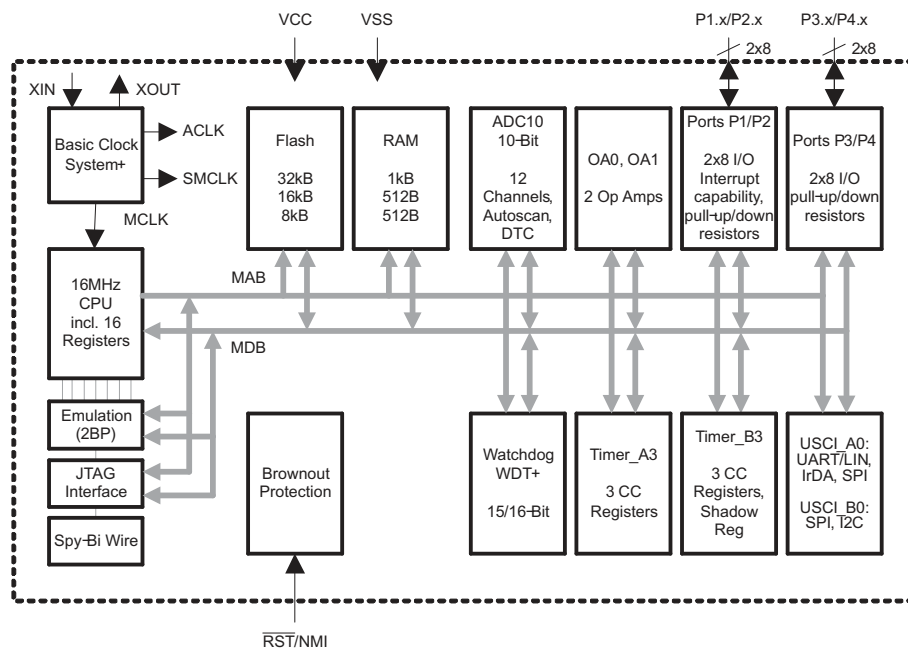 VCC
VSS
P1.x/P2.x
2x8
P3.x/P4.x
2x8
XIN
XOUT
Basic Clock
System+
ACLK
SMCLK
MCLK
Flash
32kB
16kB
8kB
RAM
1kB
512B
512B
ADC10
10-Bit
12
Channels,
Autoscan,
DTC
OA0, OA1
2 Op Amps
Ports P1/P2
2x8 I/O
Interrupt
capability,
pull-up/down
resistors
Ports P3/P4
2x8 I/O
pull-up/down
resistors
16MHz
CPU
incl. 16
Registers
MAB
MDB
Emulation
(2BP)
JTAG
Interface
Spy-Bi Wire
Brownout
Protection
RST/NMI
Watchdog
WDT+
15/16-Bit
Timer_A3
3 CC
Registers
Timer_B3
3 CC
Registers,
Shadow
Reg
USCI_A0:
UART/LIN,
IrDA, SPI
USCI_B0:
SPI, I2C